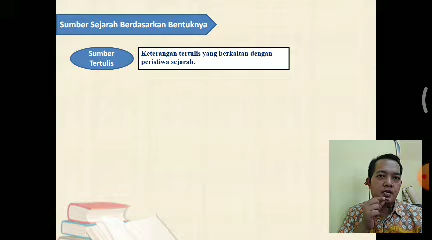 Sumber Sejarah Berdasarkan Bentuknya
Sumber
Tertulis
Keterangan tertulis yang berkaitan dengan
peristiwa sejarah.